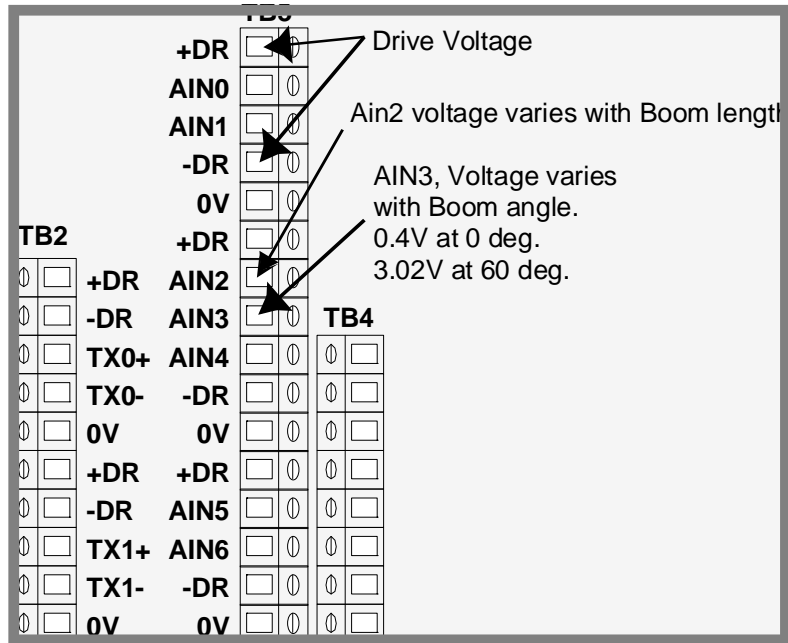 +DR
Drive Voltage
AIN0
AIN1
Ain2 voltage varies with Boom length
-DR
AIN3, Voltage varies
with Boom angle.
0.4V at 0 deg.
3.02V at 60 deg.
0V
TB2
+DR
+DR AIN2
-DR AIN3
TB4
TX0+ AIN4
TX0- -DR
0V 0V
+DR +DR
-DR AIN5
TX1+ AIN6
TX1- -DR
0V 0V